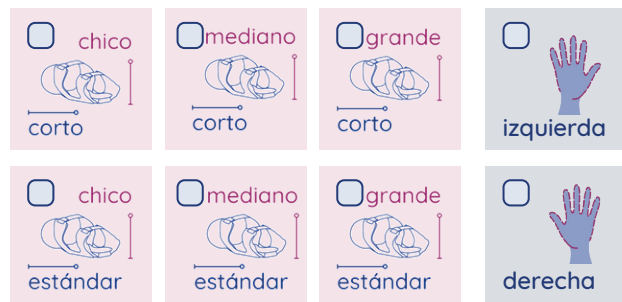 chico
corto
mediano
corto
grande
corto
izquierda
chico
estándar
mediano
estándar
grande
estándar
derecha